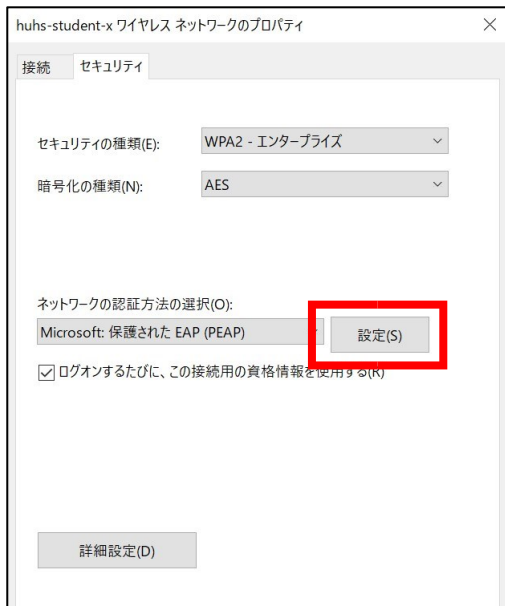 huhs-student-x ワイヤレス ネットワークのプロパティ
接続 セキュリティ
セキュリティの種類(E): WPA2 - エンタープライズ
暗号化の種類(N): AES
ネットワークの認証方法の選択(O):
Microsoft: 保護された EAP (PEAP) 設定(S)
ログオンするたびに、この接続用の資格情報を使用する(R)
詳細設定(D)